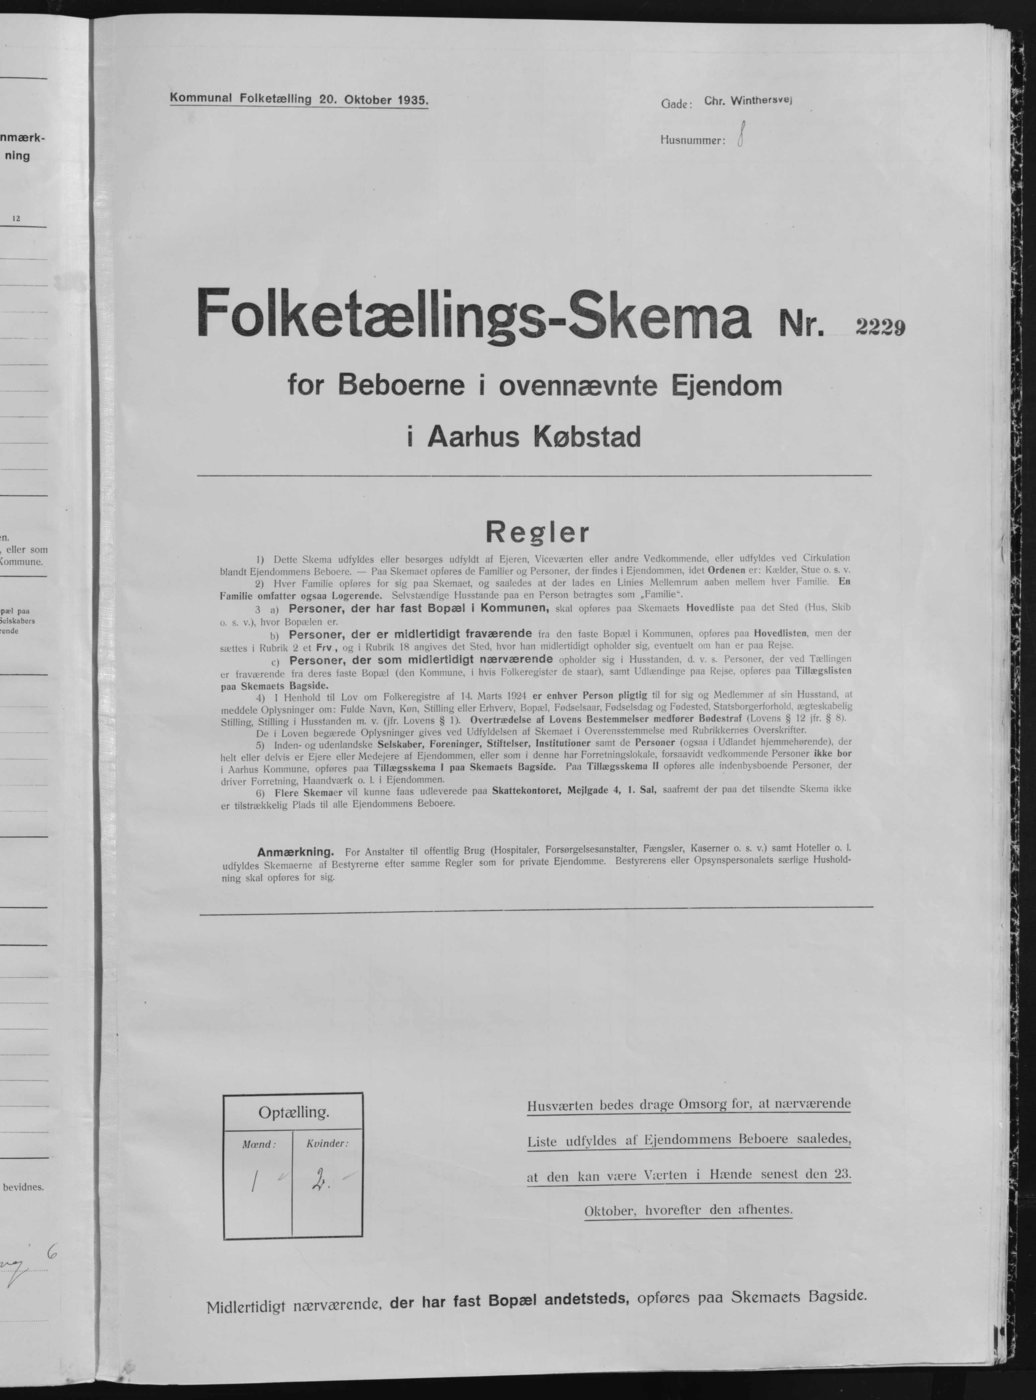 nmærk-
ning
12
en.
, eller som
Kommune.
pæl paa
Selskabers
rende
bevidnes.
6
Kommunal Folketælling 20. Oktober 1935.
Gade: Chr. Winthersvej
Husnummer: 8
Folketællings-Skema Nr. 2229
for Beboerne i ovennævnte Ejendom
i Aarhus Købstad
Regler
1) Dette Skema udfyldes eller besørges udfyldt af Ejeren, Viceværten eller andre Vedkommende, eller udfyldes ved Cirkulation
blandt Ejendommens Beboere. — Paa Skemaet opføres de Familier og Personer, der findes i Ejendommen, idet Ordenen er: Kælder, Stue o. s. v.
2) Hver Familie opføres for sig paa Skemaet, og saaledes at der lades en Linies Mellemrum aaben mellem hver Familie. En
Familie omfatter ogsaa Logerende. Selvstændige Husstande paa en Person betragtes som „Familie".
3 a) Personer, der har fast Bopæl i Kommunen, skal opføres paa Skemaets Hovedliste paa det Sted (Hus, Skib
o. s. v.), hvor Bopælen er.
b) Personer, der er midlertidigt fraværende fra den faste Bopæl i Kommunen, opføres paa Hovedlisten, men der
sættes i Rubrik 2 et Frv., og i Rubrik 18 angives det Sted, hvor han midlertidigt opholder sig, eventuelt om han er paa Rejse.
c) Personer, der som midlertidigt nærværende opholder sig i Husstanden, d. v. s. Personer, der ved Tællingen
er fraværende fra deres faste Bopæl (den Kommune, i hvis Folkeregister de staar), samt Udlændinge paa Rejse, opføres paa Tillægslisten
paa Skemaets Bagside.
4) I Henhold til Lov om Folkeregistre af 14. Marts 1924 er enhver Person pligtig til for sig og Medlemmer af sin Husstand, at
meddele Oplysninger om: Fulde Navn, Køn, Stilling eller Erhverv, Bopæl, Fødselsaar, Fødselsdag og Fødested, Statsborgerforhold, ægteskabelig
Stilling, Stilling i Husstanden m. v. (jfr. Lovens § 1). Overtrædelse af Lovens Bestemmelser medfører Bødestraf (Lovens § 12 jfr. § 8).
De i Loven begærede Oplysninger gives ved Udfyldelsen af Skemaet i Overensstemmelse med Rubrikkernes Overskrifter.
5) Inden- og udenlandske Selskaber, Foreninger, Stiftelser, Institutioner samt de Personer (ogsaa i Udlandet hjemmehørende), der
helt eller delvis er Ejere eller Medejere af Ejendommen, eller som i denne har Forretningslokale, forsaavidt vedkommende Personer ikke bor
i Aarhus Kommune, opføres paa Tillægsskema I paa Skemaets Bagside. Paa Tillægsskema II opføres alle indenbysboende Personer, der
driver Forretning, Haandværk o. l. i Ejendommen.
6) Flere Skemaer vil kunne faas udleverede paa Skattekontoret, Mejlgade 4, 1. Sal, saafremt der paa det tilsendte Skema ikke
er tilstrækkelig Plads til alle Ejendommens Beboere.
Anmærkning. For Anstalter til offentlig Brug (Hospitaler, Forsørgelsesanstalter, Fængsler, Kaserner o. s. v.) samt Hoteller o. l.
udfyldes Skemaerne af Bestyrerne efter samme Regler som for private Ejendomme. Bestyrerens eller Opsynspersonalets særlige Hushold-
ning skal opføres for sig.
Optælling.
Mænd: Kvinder:
1 2.
Husværten bedes drage Omsorg for, at nærværende
Liste udfyldes af Ejendommens Beboere saaledes,
at den kan være Værten i Hænde senest den 23.
Oktober, hvorefter den afhentes.
Midlertidigt nærværende, der har fast Bopæl andetsteds, opføres paa Skemaets Bagside.